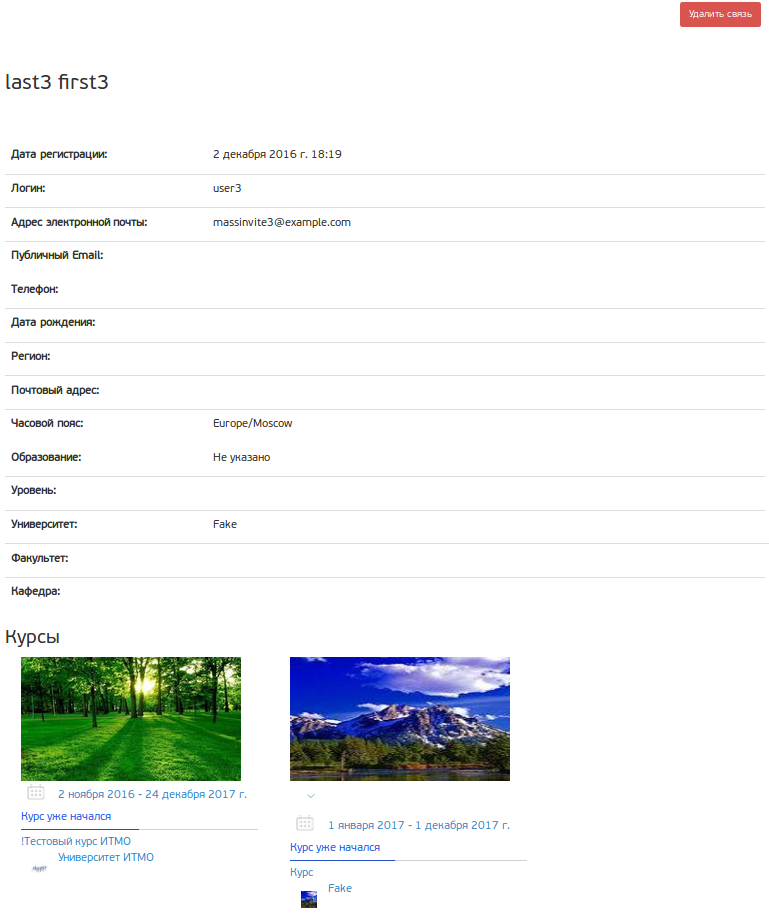 Удалить связь
last3 first3
Дата регистрации: 2 декабря 2016 г. 18:19
Логин: user3
Адрес электронной почты: massinvite3@example.com
Публичный Email:
Телефон:
Дата рождения:
Регион:
Почтовый адрес:
Часовой пояс: Europe/Moscow
Образование: Не указано
Уровень:
Университет: Fake
Факультет:
Кафедра:
Курсы
2 ноября 2016 - 24 декабря 2017 г.
Курс уже начался
!Тестовый курс ИТМО
Университет ИТМО
1 января 2017 - 1 декабря 2017 г.
Курс уже начался
Курс
Fake